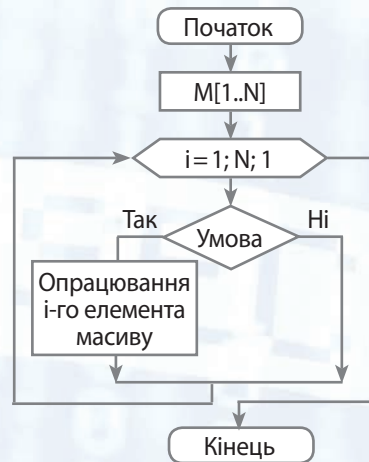 Початок
M[1..N]
i = 1; N; 1
Так
Ні
Умова
Опрацювання
i-го елемента
масиву
Кінець